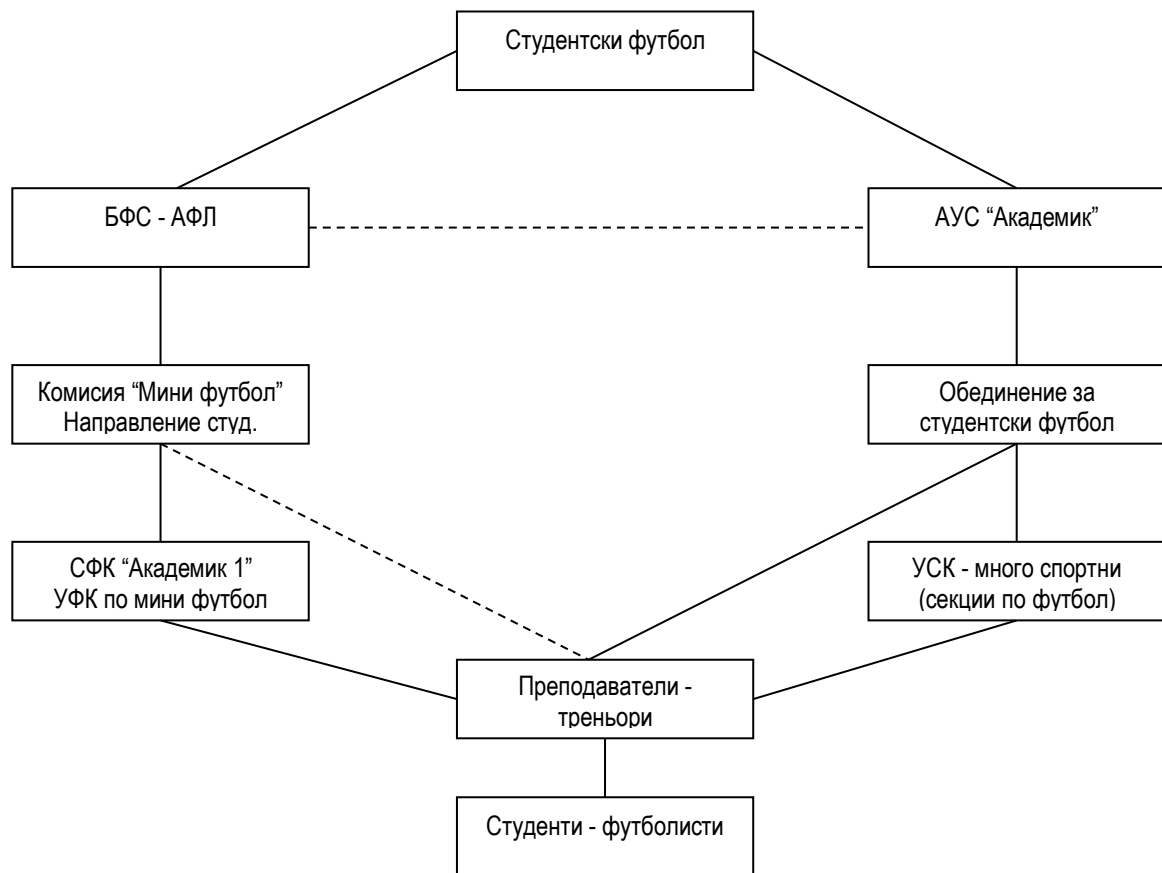 Студентски футбол
БФС - АФЛ
АУС “Академик”
Комисия “Мини футбол”
Направление студ.
Обединение за
студентски футбол
СФК “Академик 1”
УФК по мини футбол
УСК - много спортни
(секции по футбол)
Преподаватели -
треньори
Студенти - футболисти